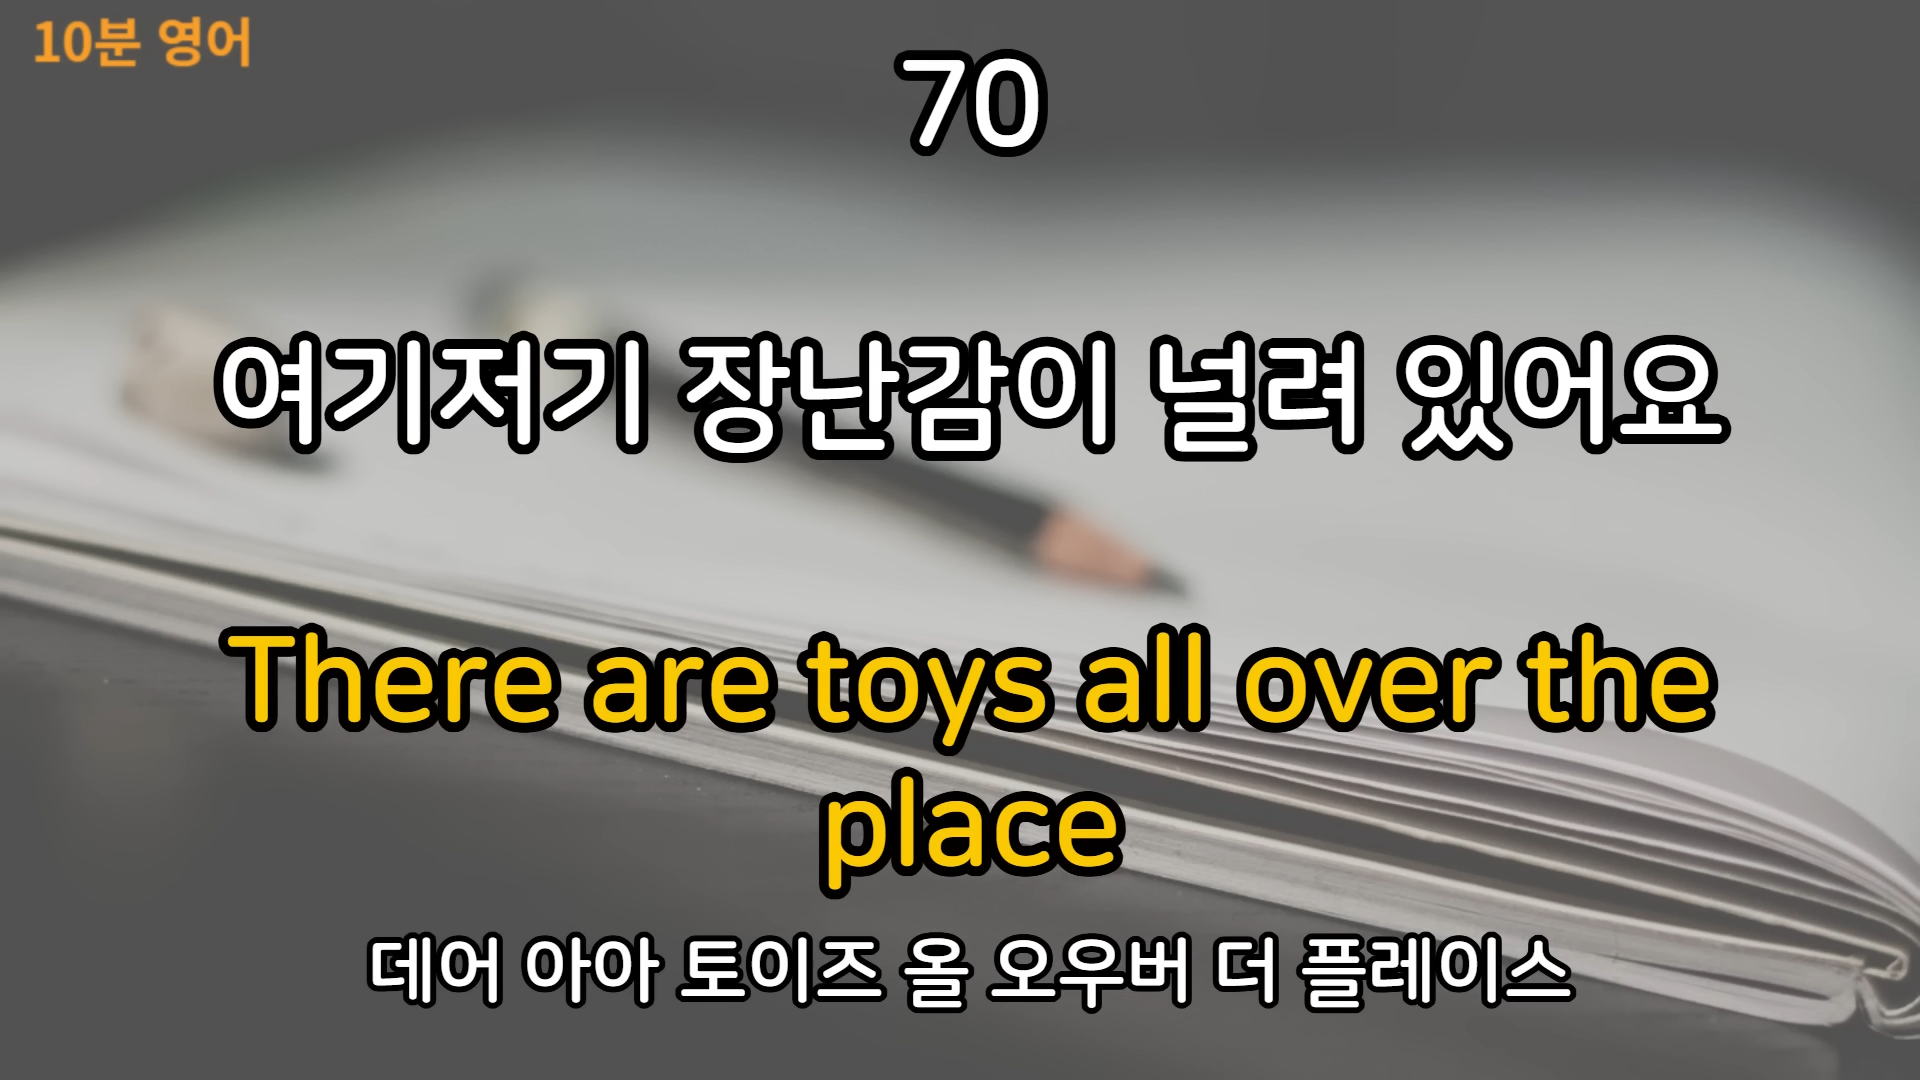 10분 영어
70
여기저기 장난감이 널려 있어요
There are toys all over the
place
데어 아아 토이즈 올 오우버 더 플레이스